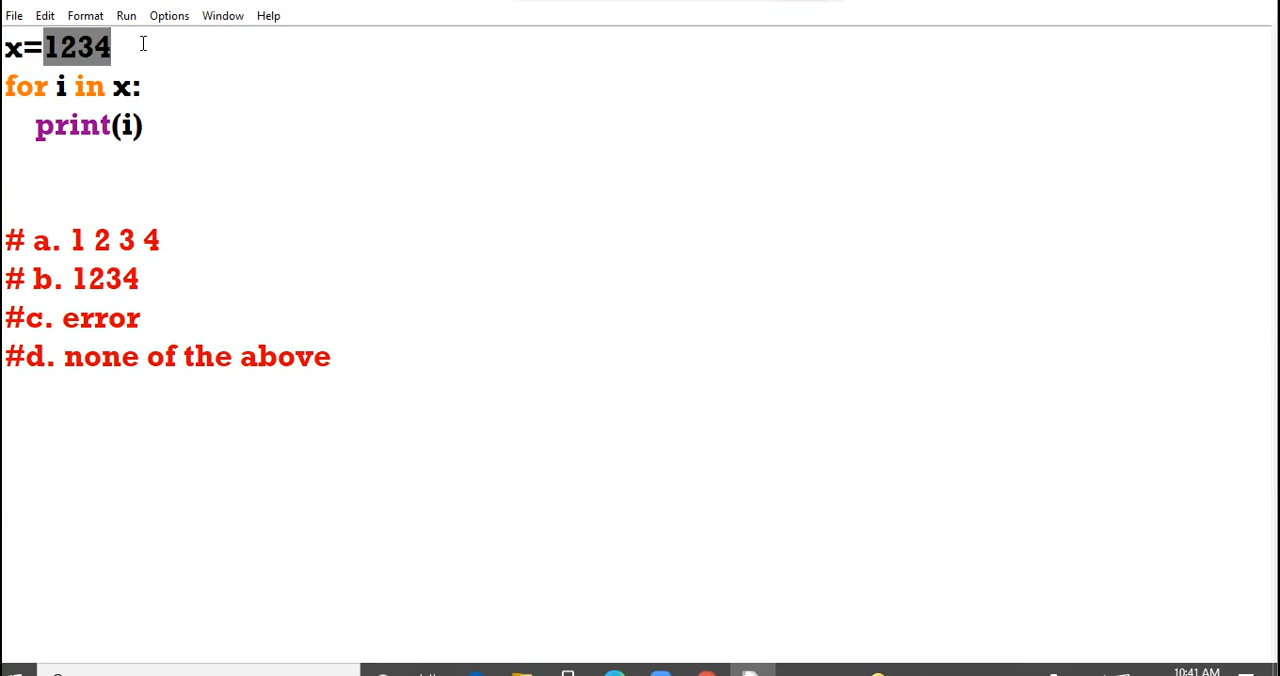 File Edit Format Run Options Window Help
x=1234
for i in x:
    print(i)
# a. 1 2 3 4
# b. 1234
#c. error
#d. none of the above
10:41 AM